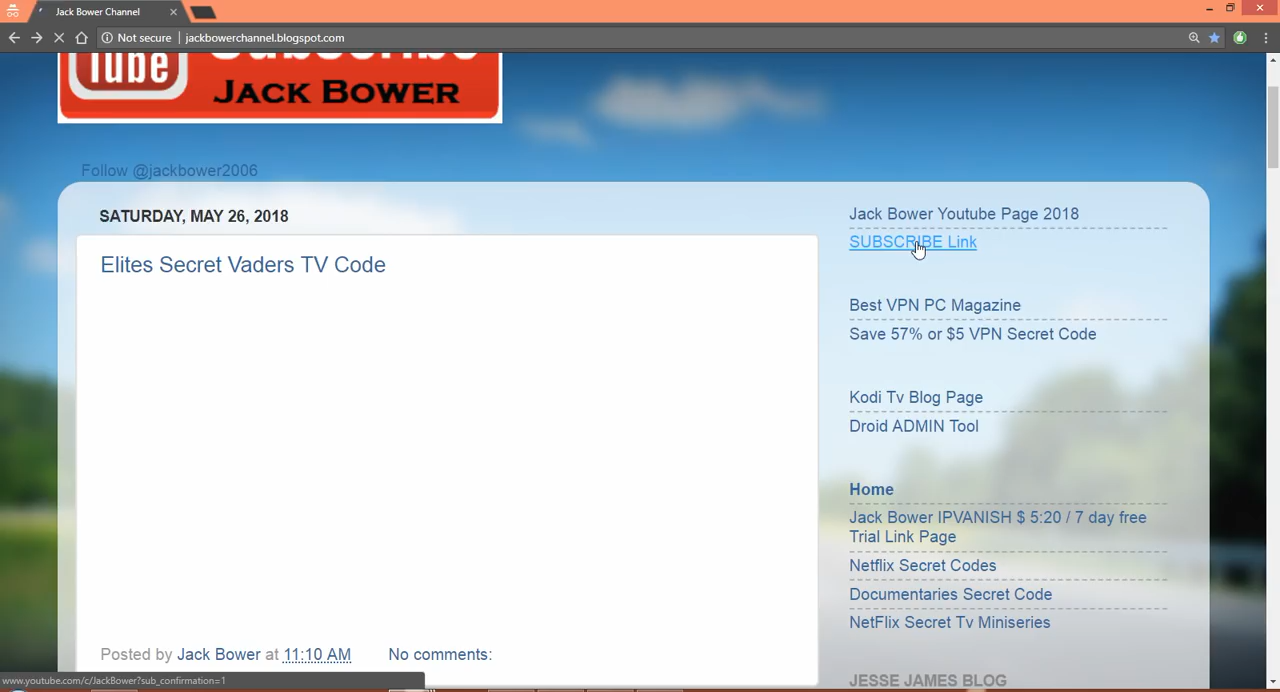 Jack Bower Channel
Not secure | jackbowerchannel.blogspot.com
Tube
Subscribe
JACK BOWER
Follow @jackbower2006
SATURDAY, MAY 26, 2018
Elites Secret Vaders TV Code
Posted by Jack Bower at 11:10 AM No comments:
Jack Bower Youtube Page 2018
SUBSCRIBE Link
Best VPN PC Magazine
Save 57% or $5 VPN Secret Code
Kodi Tv Blog Page
Droid ADMIN Tool
Home
Jack Bower IPVANISH $ 5:20 / 7 day free
Trial Link Page
Netflix Secret Codes
Documentaries Secret Code
NetFlix Secret Tv Miniseries
JESSE JAMES BLOG
www.youtube.com/c/JackBower?sub_confirmation=1